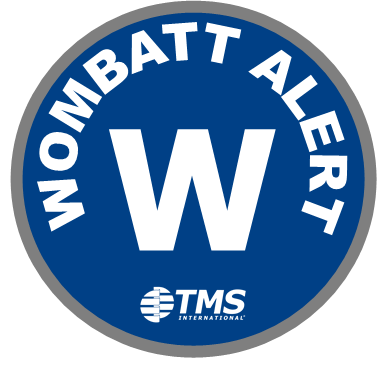 WOMBATT ALERT
W
TMS
INTERNATIONAL